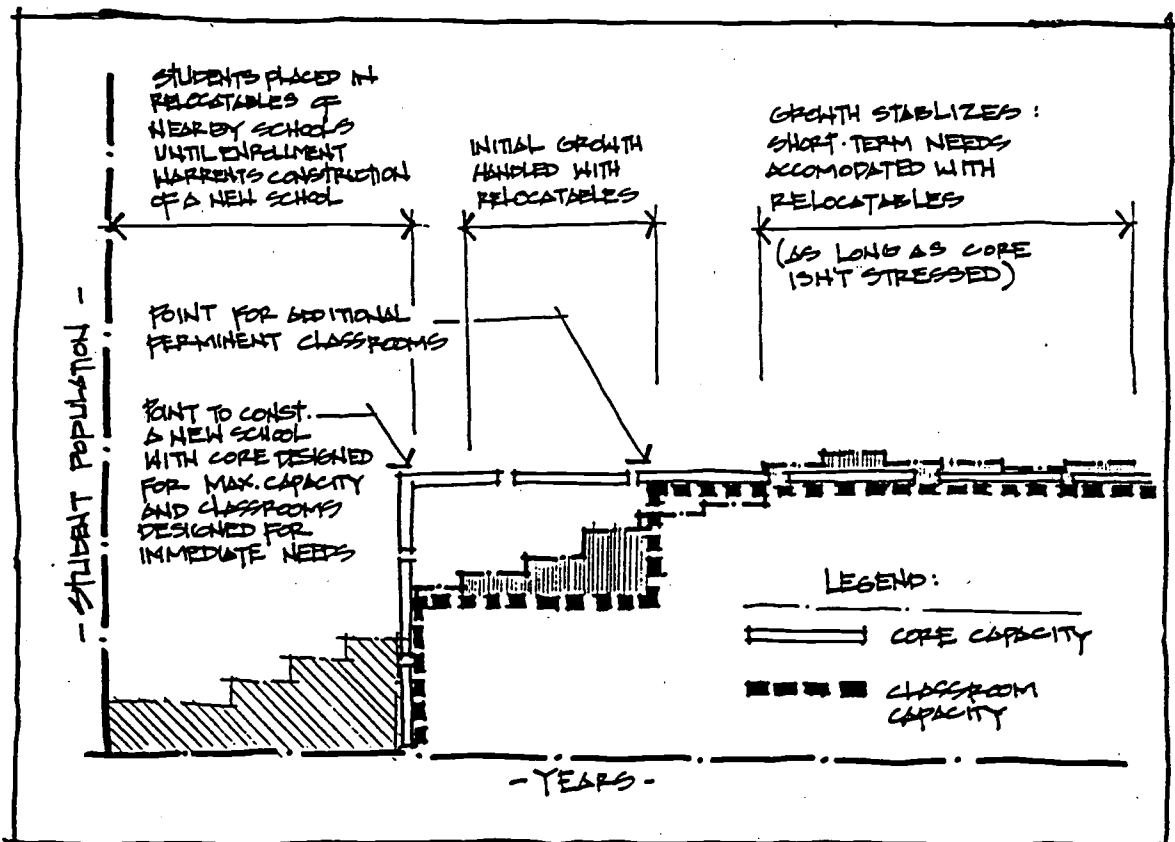 STUDENTS PLACED IN
RELOCATABLES OF
NEARBY SCHOOLS
UNTIL ENROLLMENT
WARRENTS CONSTRUCTION
OF A NEW SCHOOL
INITIAL GROWTH
HANDLED WITH
RELOCATABLES
GROWTH STABLIZES :
SHORT-TERM NEEDS
ACCOMODATED WITH
RELOCATABLES
(AS LONG AS CORE
ISN'T STRESSED)
POINT FOR ADDITIONAL
PERMINENT CLASSROOMS
POINT TO CONST.
A NEW SCHOOL
WITH CORE DESIGNED
FOR MAX. CAPACITY
AND CLASSROOMS
DESIGNED FOR
IMMEDIATE NEEDS
- STUDENT POPULATION -
LEGEND:
CORE CAPACITY
CLASSROOM
CAPACITY
- YEARS -